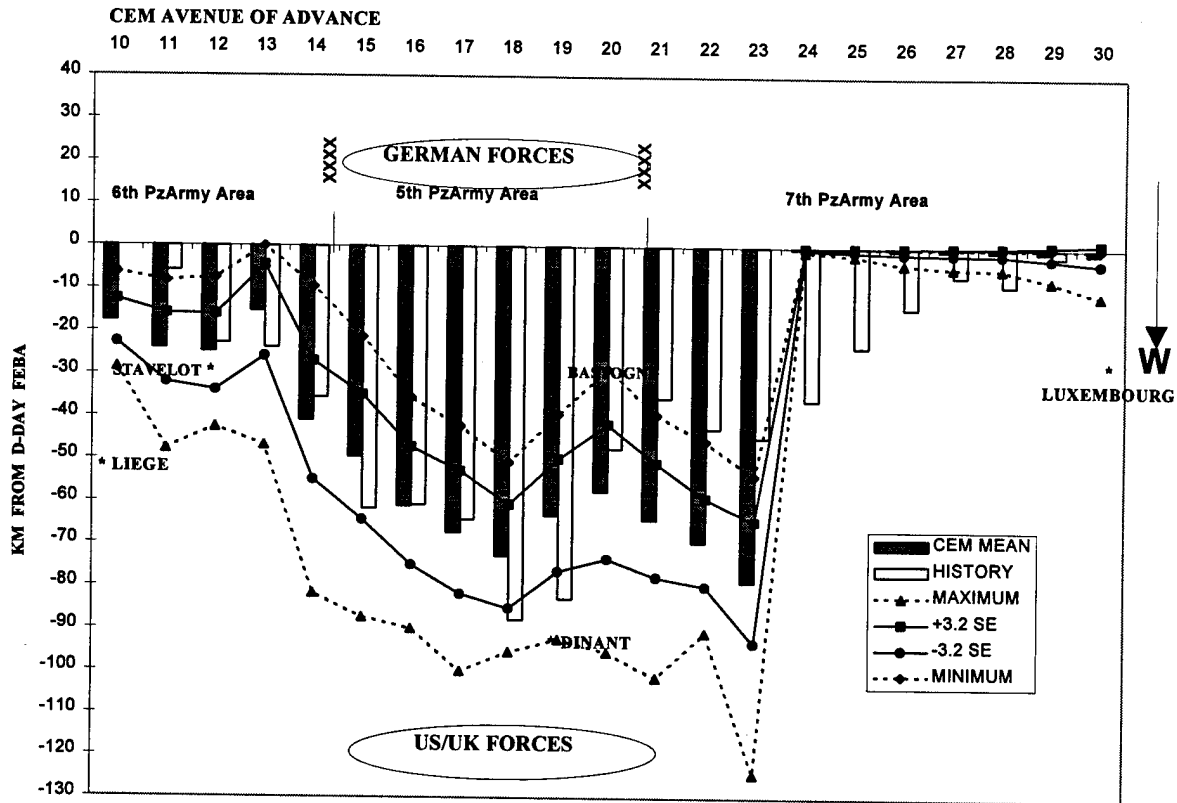 CEM AVENUE OF ADVANCE
10 11 12 13 14 15 16 17 18 19 20 21 22 23 24 25 26 27 28 29 30
40
30
20
10
0
-10
-20
-30
-40
-50
-60
-70
-80
-90
-100
-110
-120
-130
KM FROM D-DAY FEBA
XXXX
GERMAN FORCES
XXXX
6th PzArmy Area
5th PzArmy Area
7th PzArmy Area
STAVELOT *
* LIEGE
BASTOGN
*DINANT
W
*
LUXEMBOURG
CEM MEAN
HISTORY
MAXIMUM
+3.2 SE
-3.2 SE
MINIMUM
US/UK FORCES